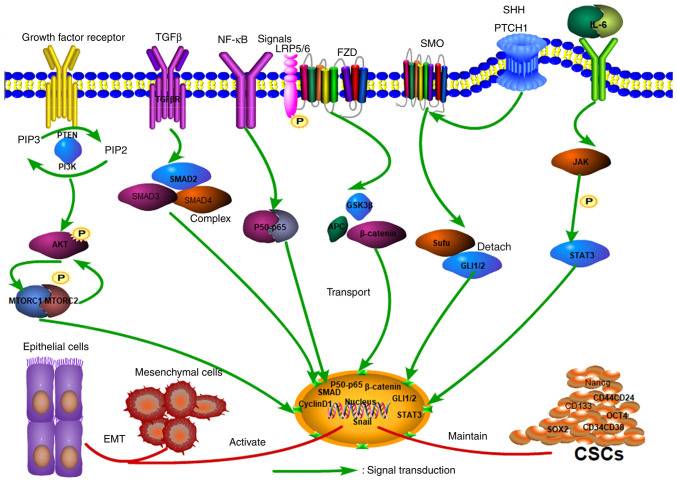 SHH
PTCH1
IL-6
Growth factor receptor
TGFβ
NF-κB
Signals
LRP5/6
FZD
SMO
TGFβR
P
PIP3
PTEN
PIP2
PI3K
JAK
SMAD2
SMAD3
SMAD4
Complex
P
GSK3β
APC
β-catenin
P50-p65
Sufu
Detach
GLI1/2
P
AKT
STAT3
P
MTORC1
MTORC2
Transport
Epithelial cells
Mesenchymal cells
P50-p65
β-catenin
SMAD
GLI1/2
CyclinD1
Nucleus
STAT3
Snail
Nancg
CD44CD24
CD133
OCT4
SOX2
CD34CD38
CSCs
EMT
Activate
Maintain
: Signal transduction